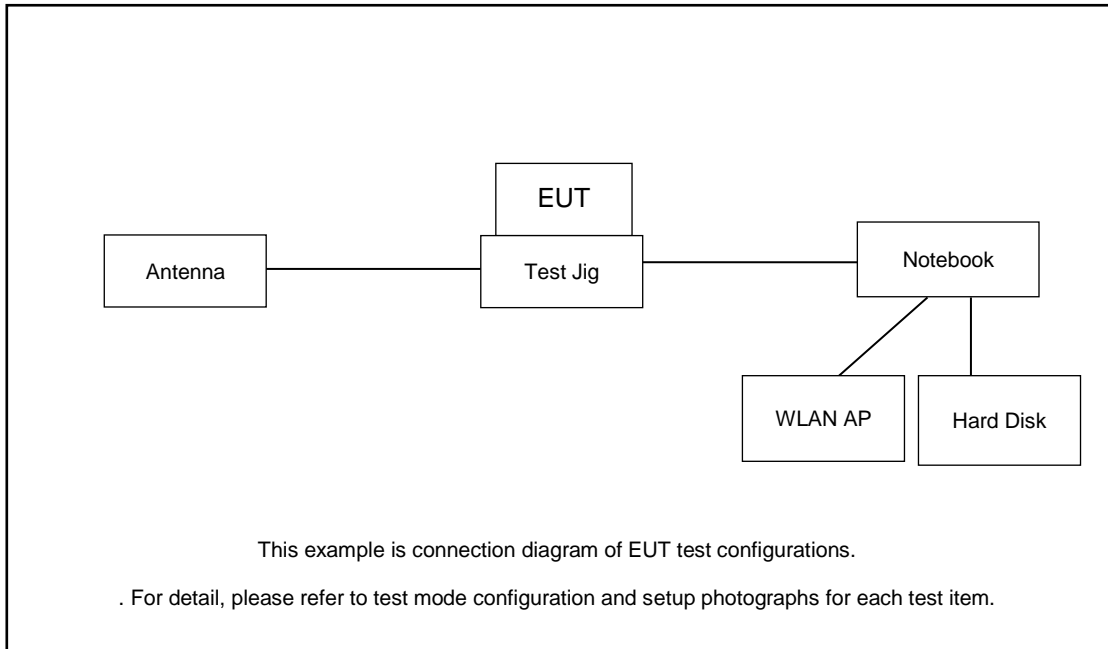 EUT
Antenna
Test Jig
Notebook
WLAN AP
Hard Disk
This example is connection diagram of EUT test configurations.
. For detail, please refer to test mode configuration and setup photographs for each test item.